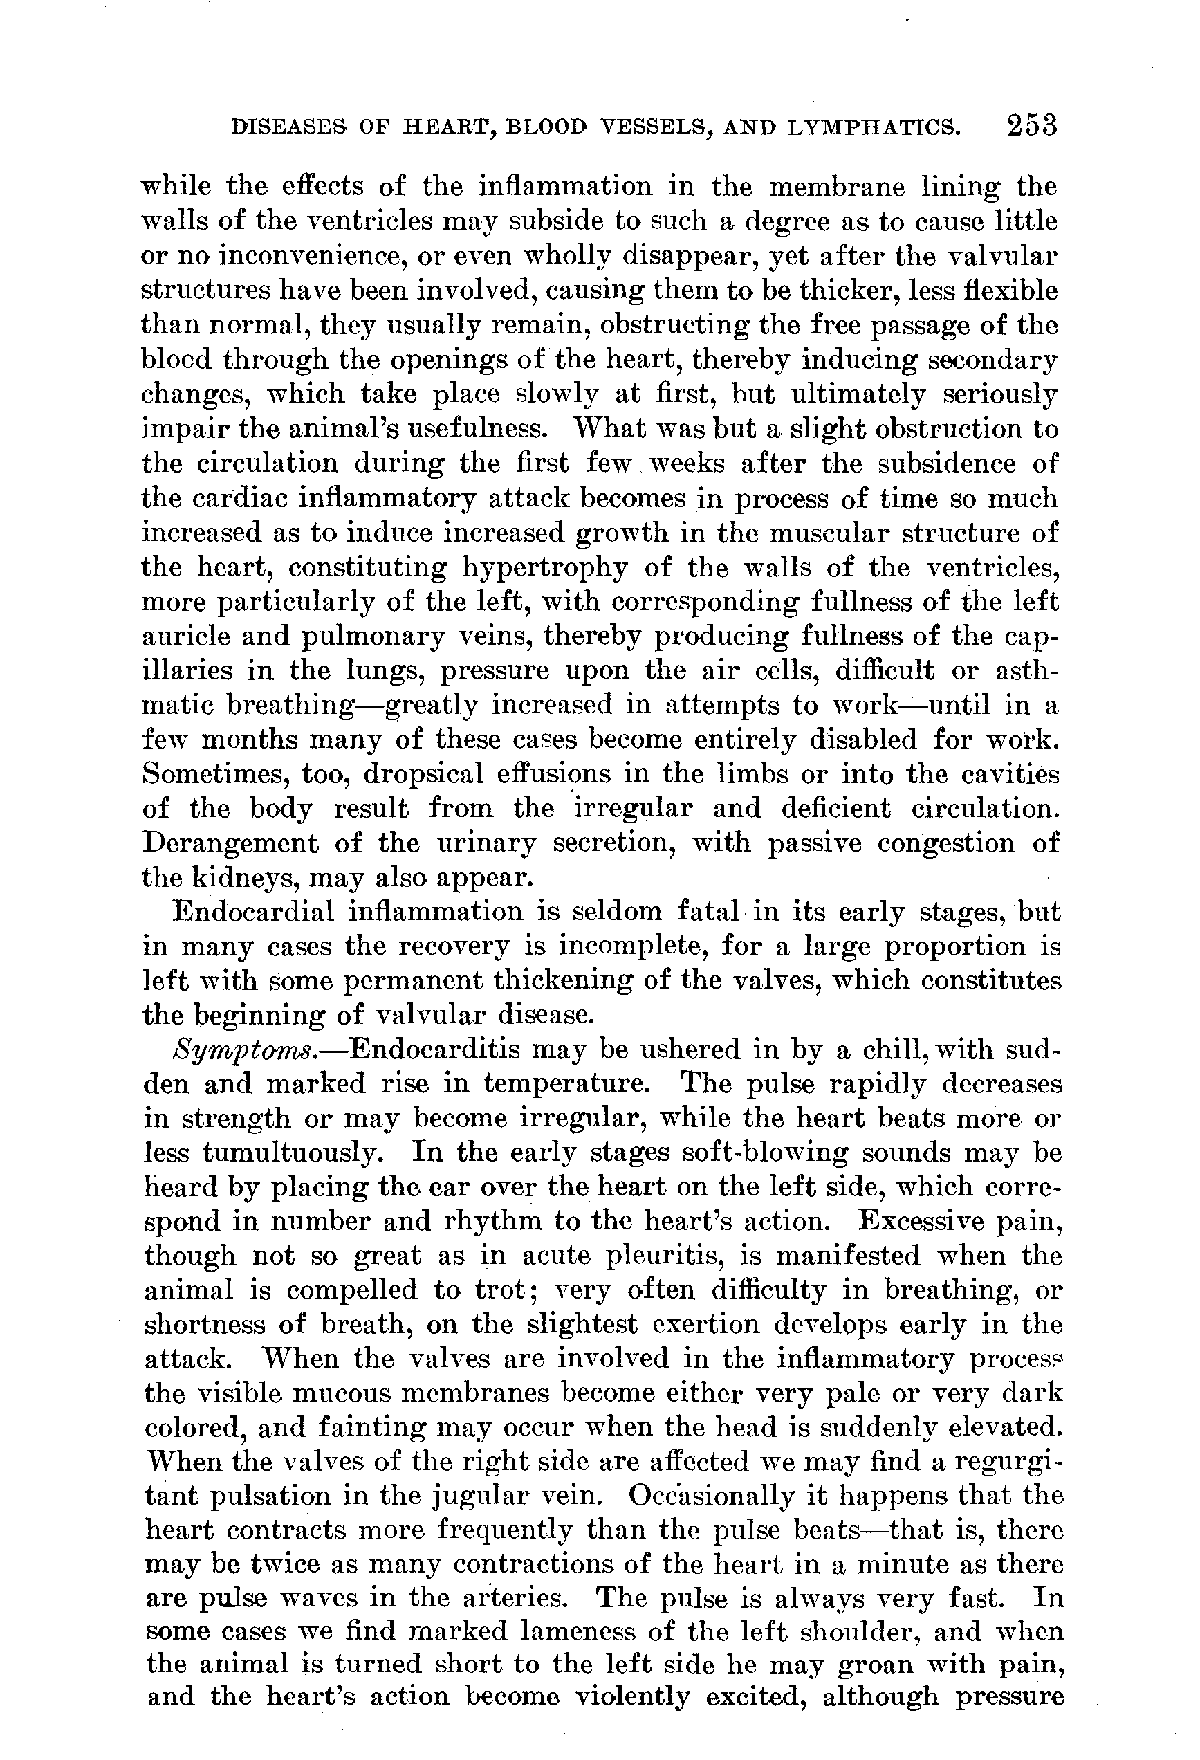 DISEASES OF HEART, BLOOD VESSELS, AND LYMPHATICS. 253
while the effects of the inflammation in the membrane lining the
walls of the ventricles may subside to such a degree as to cause little
or no inconvenience, or even wholly disappear, yet after the valvular
structures have been involved, causing them to be thicker, less flexible
than normal, they usually remain, obstructing the free passage of the
blood through the openings of the heart, thereby inducing secondary
changes, which take place slowly at first, but ultimately seriously
impair the animal's usefulness. What was but a slight obstruction to
the circulation during the first few weeks after the subsidence of
the cardiac inflammatory attack becomes in process of time so much
increased as to induce increased growth in the muscular structure of
the heart, constituting hypertrophy of the walls of the ventricles,
more particularly of the left, with corresponding fullness of the left
auricle and pulmonary veins, thereby producing fullness of the cap-
illaries in the lungs, pressure upon the air cells, difficult or asth-
matic breathing—greatly increased in attempts to work—until in a
few months many of these cases become entirely disabled for work.
Sometimes, too, dropsical effusions in the limbs or into the cavities
of the body result from the irregular and deficient circulation.
Derangement of the urinary secretion, with passive congestion of
the kidneys, may also appear.
Endocardial inflammation is seldom fatal in its early stages, but
in many cases the recovery is incomplete, for a large proportion is
left with some permanent thickening of the valves, which constitutes
the beginning of valvular disease.
Symptoms.—Endocarditis may be ushered in by a chill, with sud-
den and marked rise in temperature. The pulse rapidly decreases
in strength or may become irregular, while the heart beats more or
less tumultuously. In the early stages soft-blowing sounds may be
heard by placing the ear over the heart on the left side, which corre-
spond in number and rhythm to the heart's action. Excessive pain,
though not so great as in acute pleuritis, is manifested when the
animal is compelled to trot; very often difficulty in breathing, or
shortness of breath, on the slightest exertion develops early in the
attack. When the valves are involved in the inflammatory process
the visible mucous membranes become either very pale or very dark
colored, and fainting may occur when the head is suddenly elevated.
When the valves of the right side are affected we may find a regurgi-
tant pulsation in the jugular vein. Occasionally it happens that the
heart contracts more frequently than the pulse beats—that is, there
may be twice as many contractions of the heart in a minute as there
are pulse waves in the arteries. The pulse is always very fast. In
some cases we find marked lameness of the left shoulder, and when
the animal is turned short to the left side he may groan with pain,
and the heart's action become violently excited, although pressure